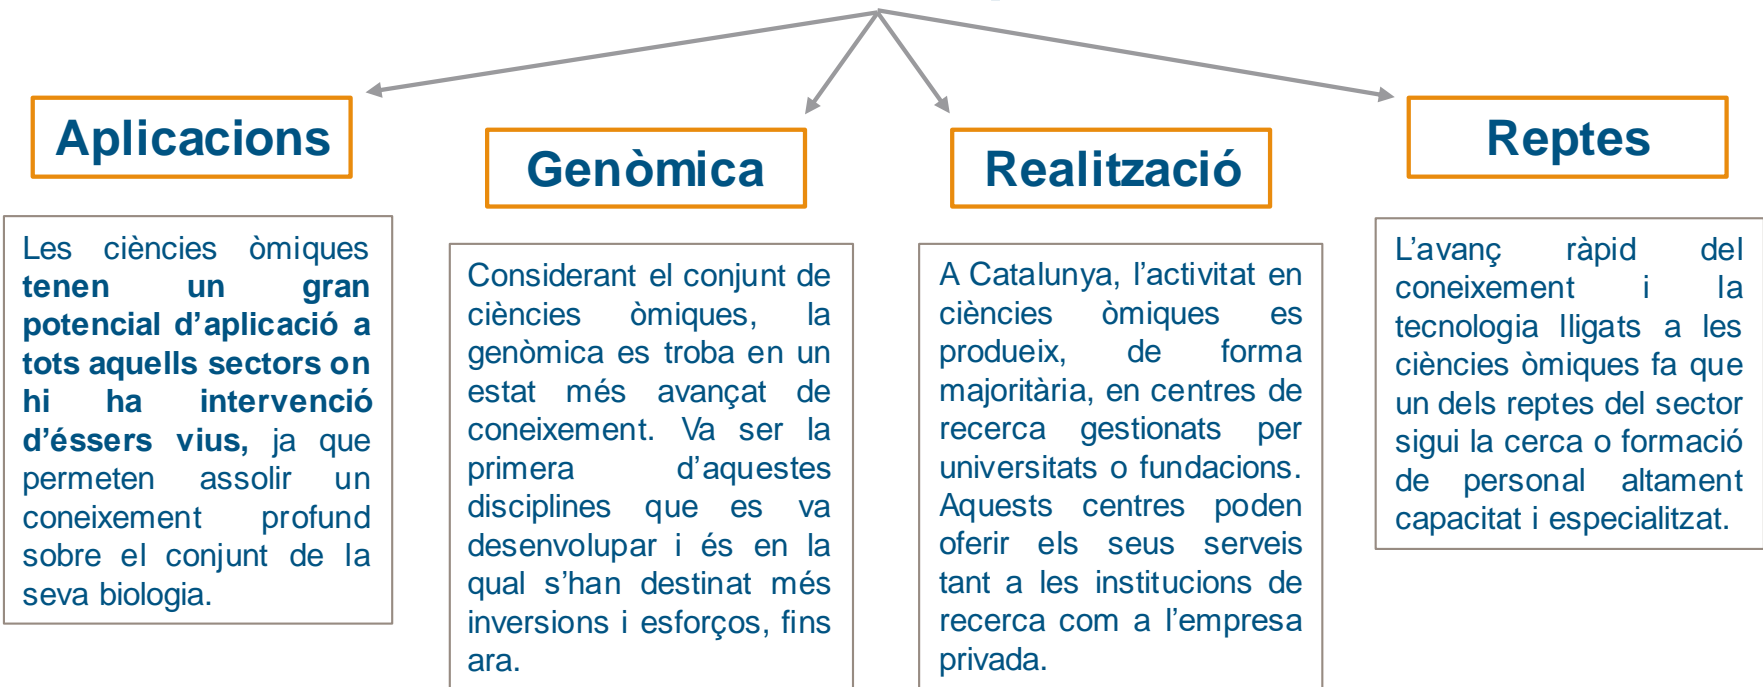 Aplicacions
Les ciències òmiques
tenen un gran
potencial d’aplicació a
tots aquells sectors on
hi ha intervenció
d’éssers vius, ja que
permeten assolir un
coneixement profund
sobre el conjunt de la
seva biologia.
Genòmica
Considerant el conjunt de
ciències òmiques, la
genòmica es troba en un
estat més avançat de
coneixement. Va ser la
primera d’aquestes
disciplines que es va
desenvolupar i és en la
qual s’han destinat més
inversions i esforços, fins
ara.
Realització
A Catalunya, l’activitat en
ciències òmiques es
produeix, de forma
majoritària, en centres de
recerca gestionats per
universitats o fundacions.
Aquests centres poden
oferir els seus serveis
tant a les institucions de
recerca com a l’empresa
privada.
Reptes
L’avanç ràpid del
coneixement i la
tecnologia lligats a les
ciències òmiques fa que
un dels reptes del sector
sigui la cerca o formació
de personal altament
capacitat i especialitzat.